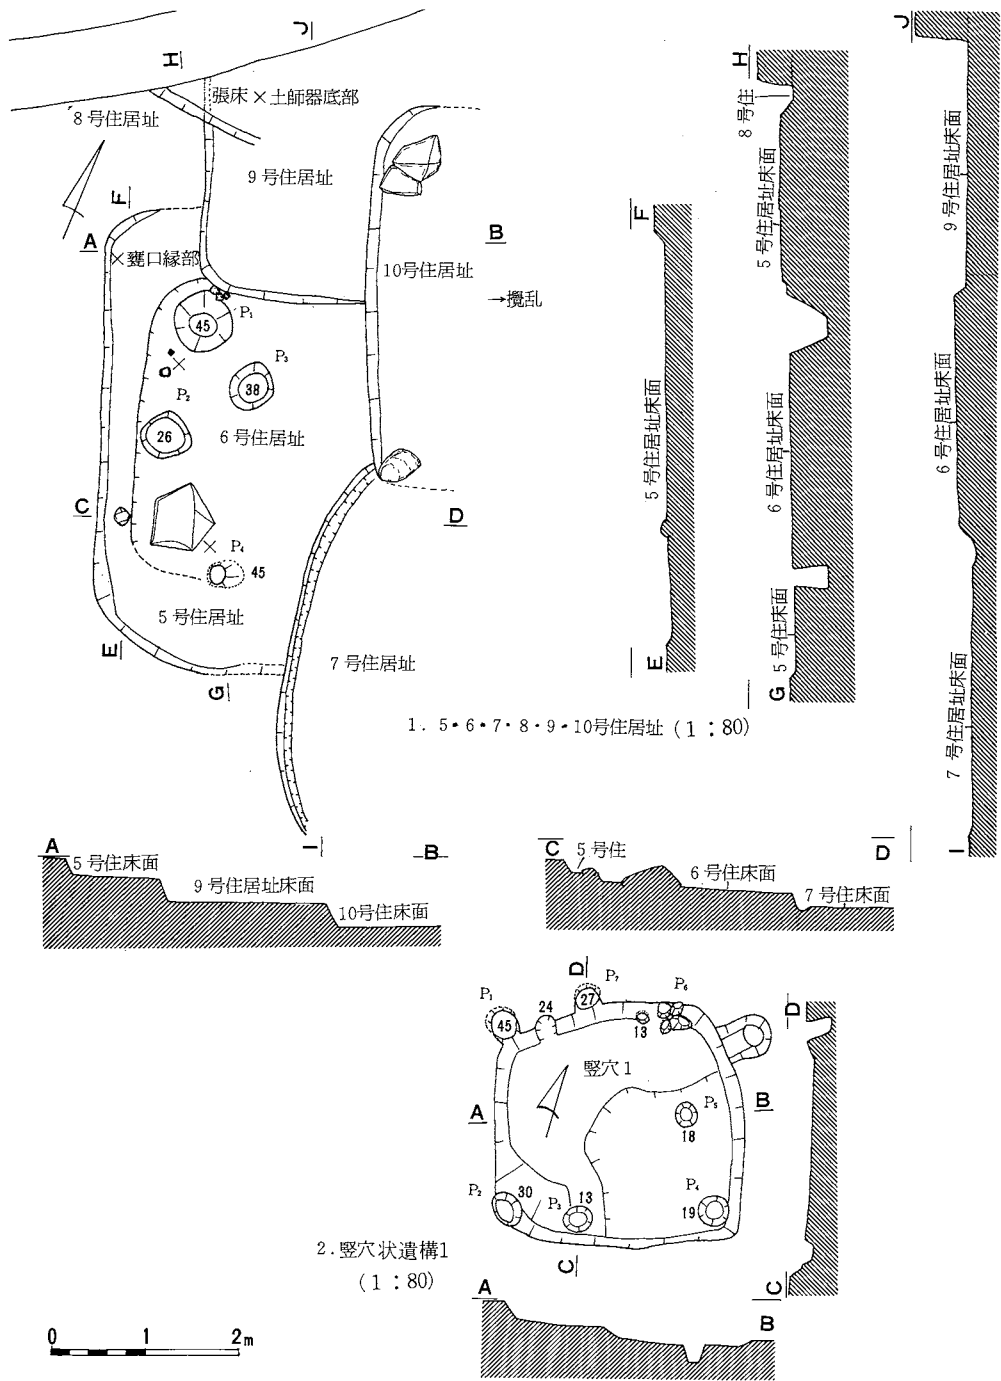 J
H
張床×土師器底部
8号住居址
9号住居址
F
A
×甕口縁部
B
10号住居址
→攪乱
P₁
45
P₃
38
P₂
26
6号住居址
C
D
P₄
45
5号住居址
E
G
7号住居址
I
1. 5・6・7・8・9・10号住居址 (1:80)
F
5号住居址床面
E
H
8号住
5号住居址床面
6号住居址床面
5号住床面
G
J
9号住居址床面
6号住居址床面
7号住居址床面
I
A
B
5号住床面
9号住居址床面
10号住床面
C
D
5号住
6号住床面
7号住床面
D
P₇
27
P₆
P₁
45
24
13
竪穴1
A
B
P₅
18
P₂
30
P₃
13
P₄
19
C
2.竪穴状遺構1
(1:80)
D
C
A
B
0 1 2m